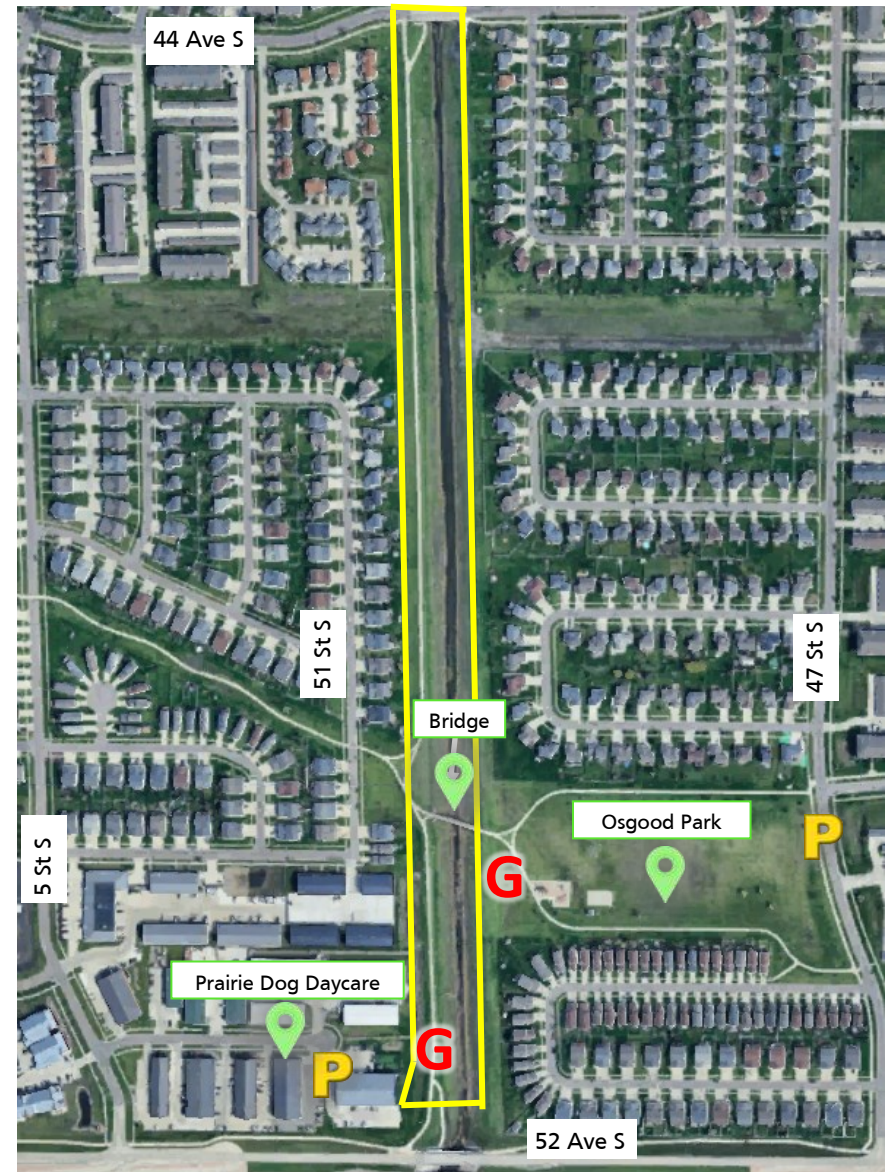 44 Ave S
51 St S
47 St S
Bridge
Osgood Park
P
5 St S
G
Prairie Dog Daycare
G
P
52 Ave S